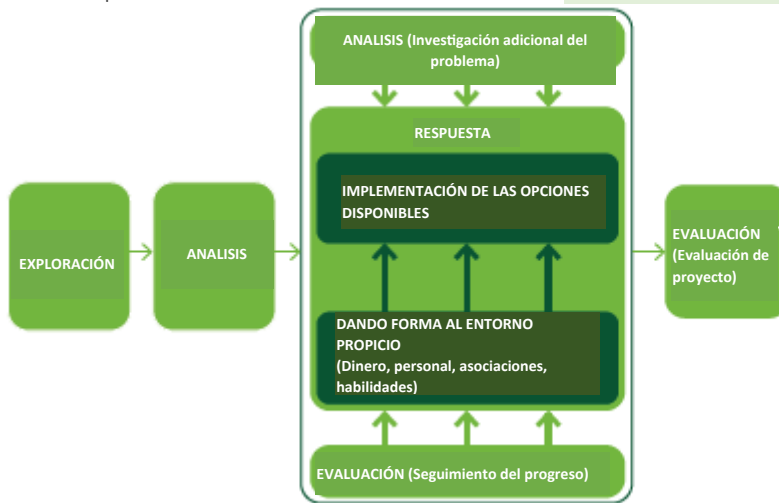 EXPLORACIÓN
ANALISIS
ANALISIS (Investigación adicional del
problema)
RESPUESTA
IMPLEMENTACIÓN DE LAS OPCIONES
DISPONIBLES
DANDO FORMA AL ENTORNO
PROPICIO
(Dinero, personal, asociaciones,
habilidades)
EVALUACIÓN (Seguimiento del progreso)
EVALUACIÓN
(Evaluación de
proyecto)